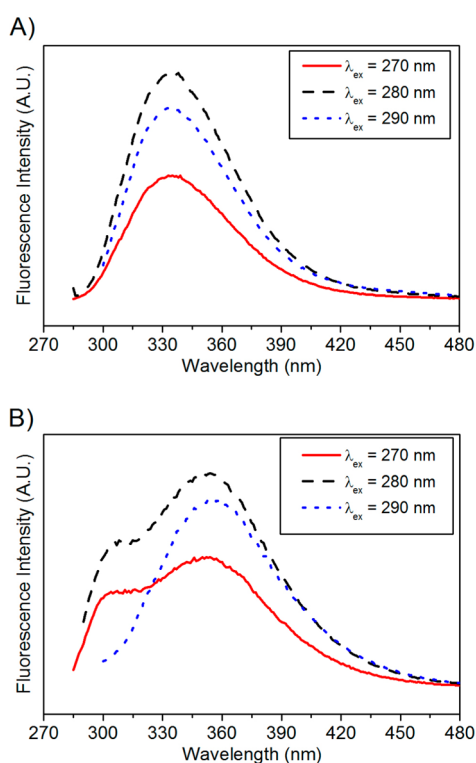 A)
λex = 270 nm
λex = 280 nm
λex = 290 nm
Fluorescence Intensity (A.U.)
270 300 330 360 390 420 450 480
Wavelength (nm)
B)
λex = 270 nm
λex = 280 nm
λex = 290 nm
Fluorescence Intensity (A.U.)
270 300 330 360 390 420 450 480
Wavelength (nm)